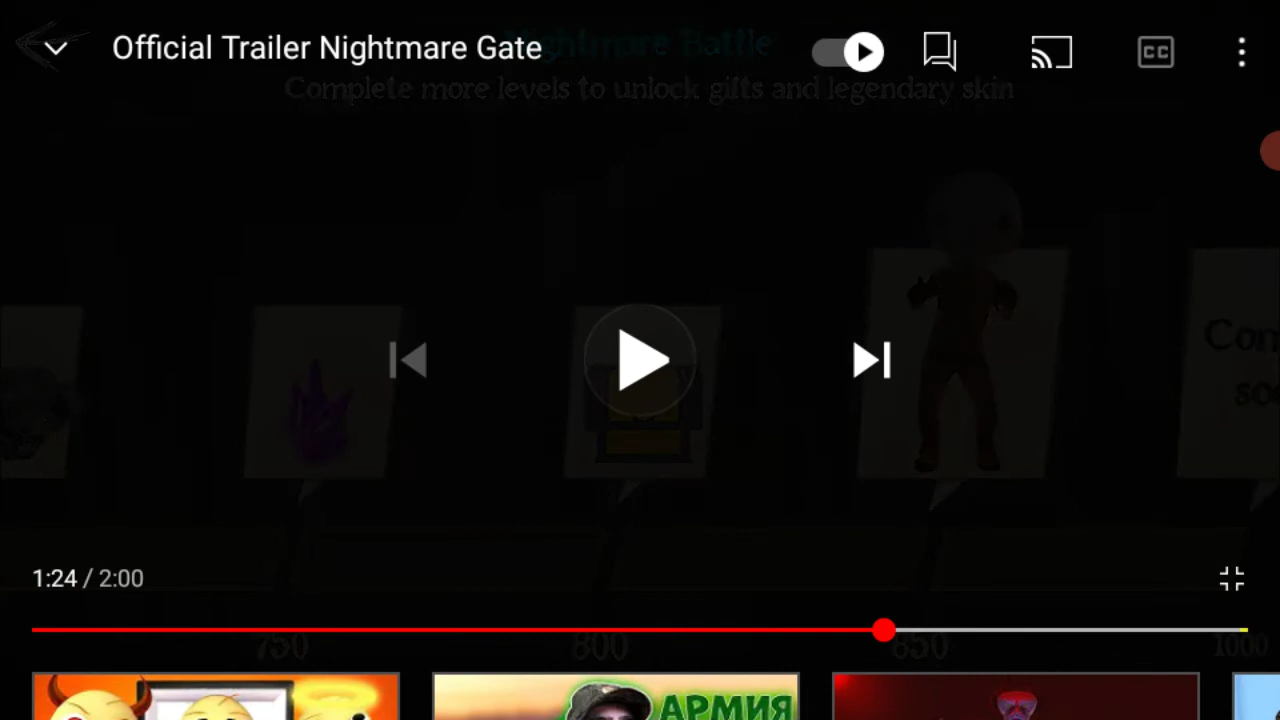 Official Trailer Nightmare Gate
Nightmare Battle
CC
Complete more levels to unlock gifts and legendary skin
1:24 / 2:00
750 800 850 1000
АРМИЯ